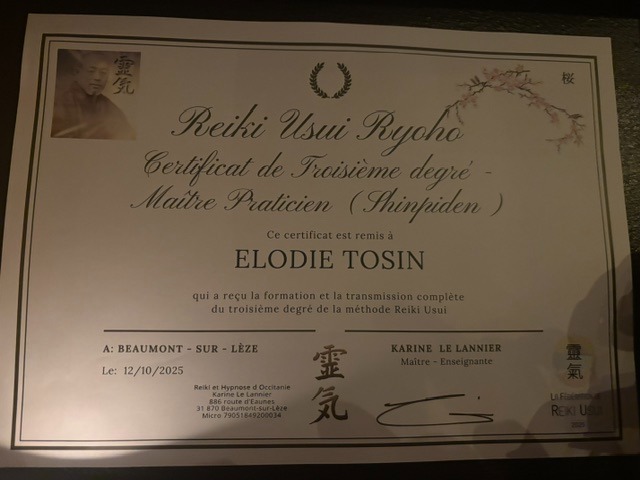 靈気
桜
Reiki Usui Ryoho
Certificat de Troisième degré -
Maître Praticien (Shinpiden )
Ce certificat est remis à
ELODIE TOSIN
qui a reçu la formation et la transmission complète
du troisième degré de la méthode Reiki Usui
A: BEAUMONT - SUR - LÈZE
Le: 12/10/2025
Reiki et Hypnose d Occitanie
Karine Le Lannier
886 route d'Eaunes
31 870 Beaumont-sur-Lèze
Micro 79051849200034
靈気
KARINE LE LANNIER
Maître - Enseignante
靈氣
REIKI USUI